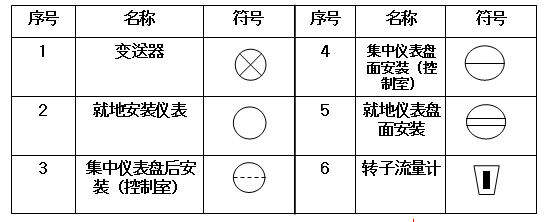 序号 名称 符号 序号 名称 符号
1 变送器 4 集中仪表盘
面安装（控
制室）
2 就地安装仪表 5 就地仪表盘
面安装
3 集中仪表盘后安
装（控制室） 6 转子流量计